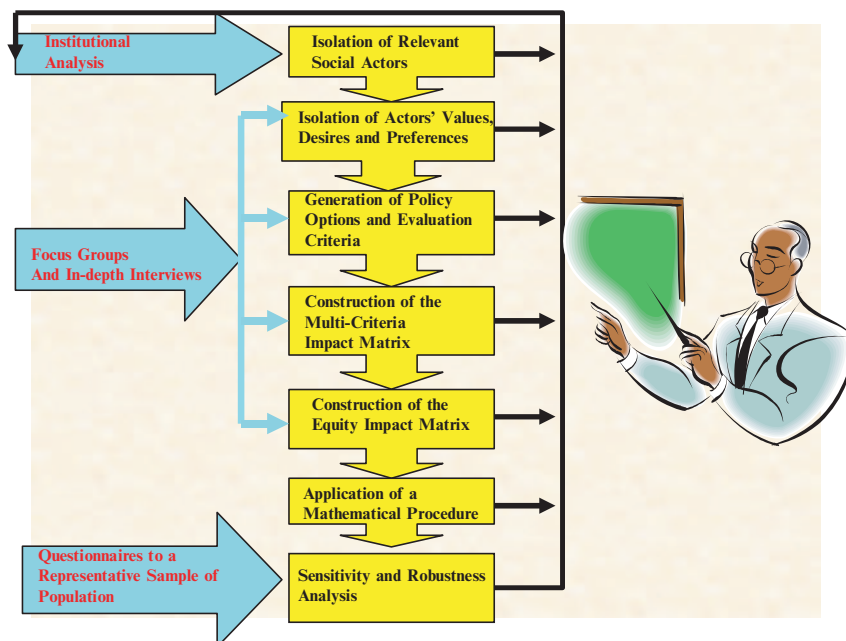 Institutional
Analysis
Isolation of Relevant
Social Actors
Isolation of Actors' Values,
Desires and Preferences
Generation of Policy
Options and Evaluation
Criteria
Focus Groups
And In-depth Interviews
Construction of the
Multi-Criteria
Impact Matrix
Construction of the
Equity Impact Matrix
Application of a
Mathematical Procedure
Questionnaires to a
Representative Sample of
Population
Sensitivity and Robustness
Analysis